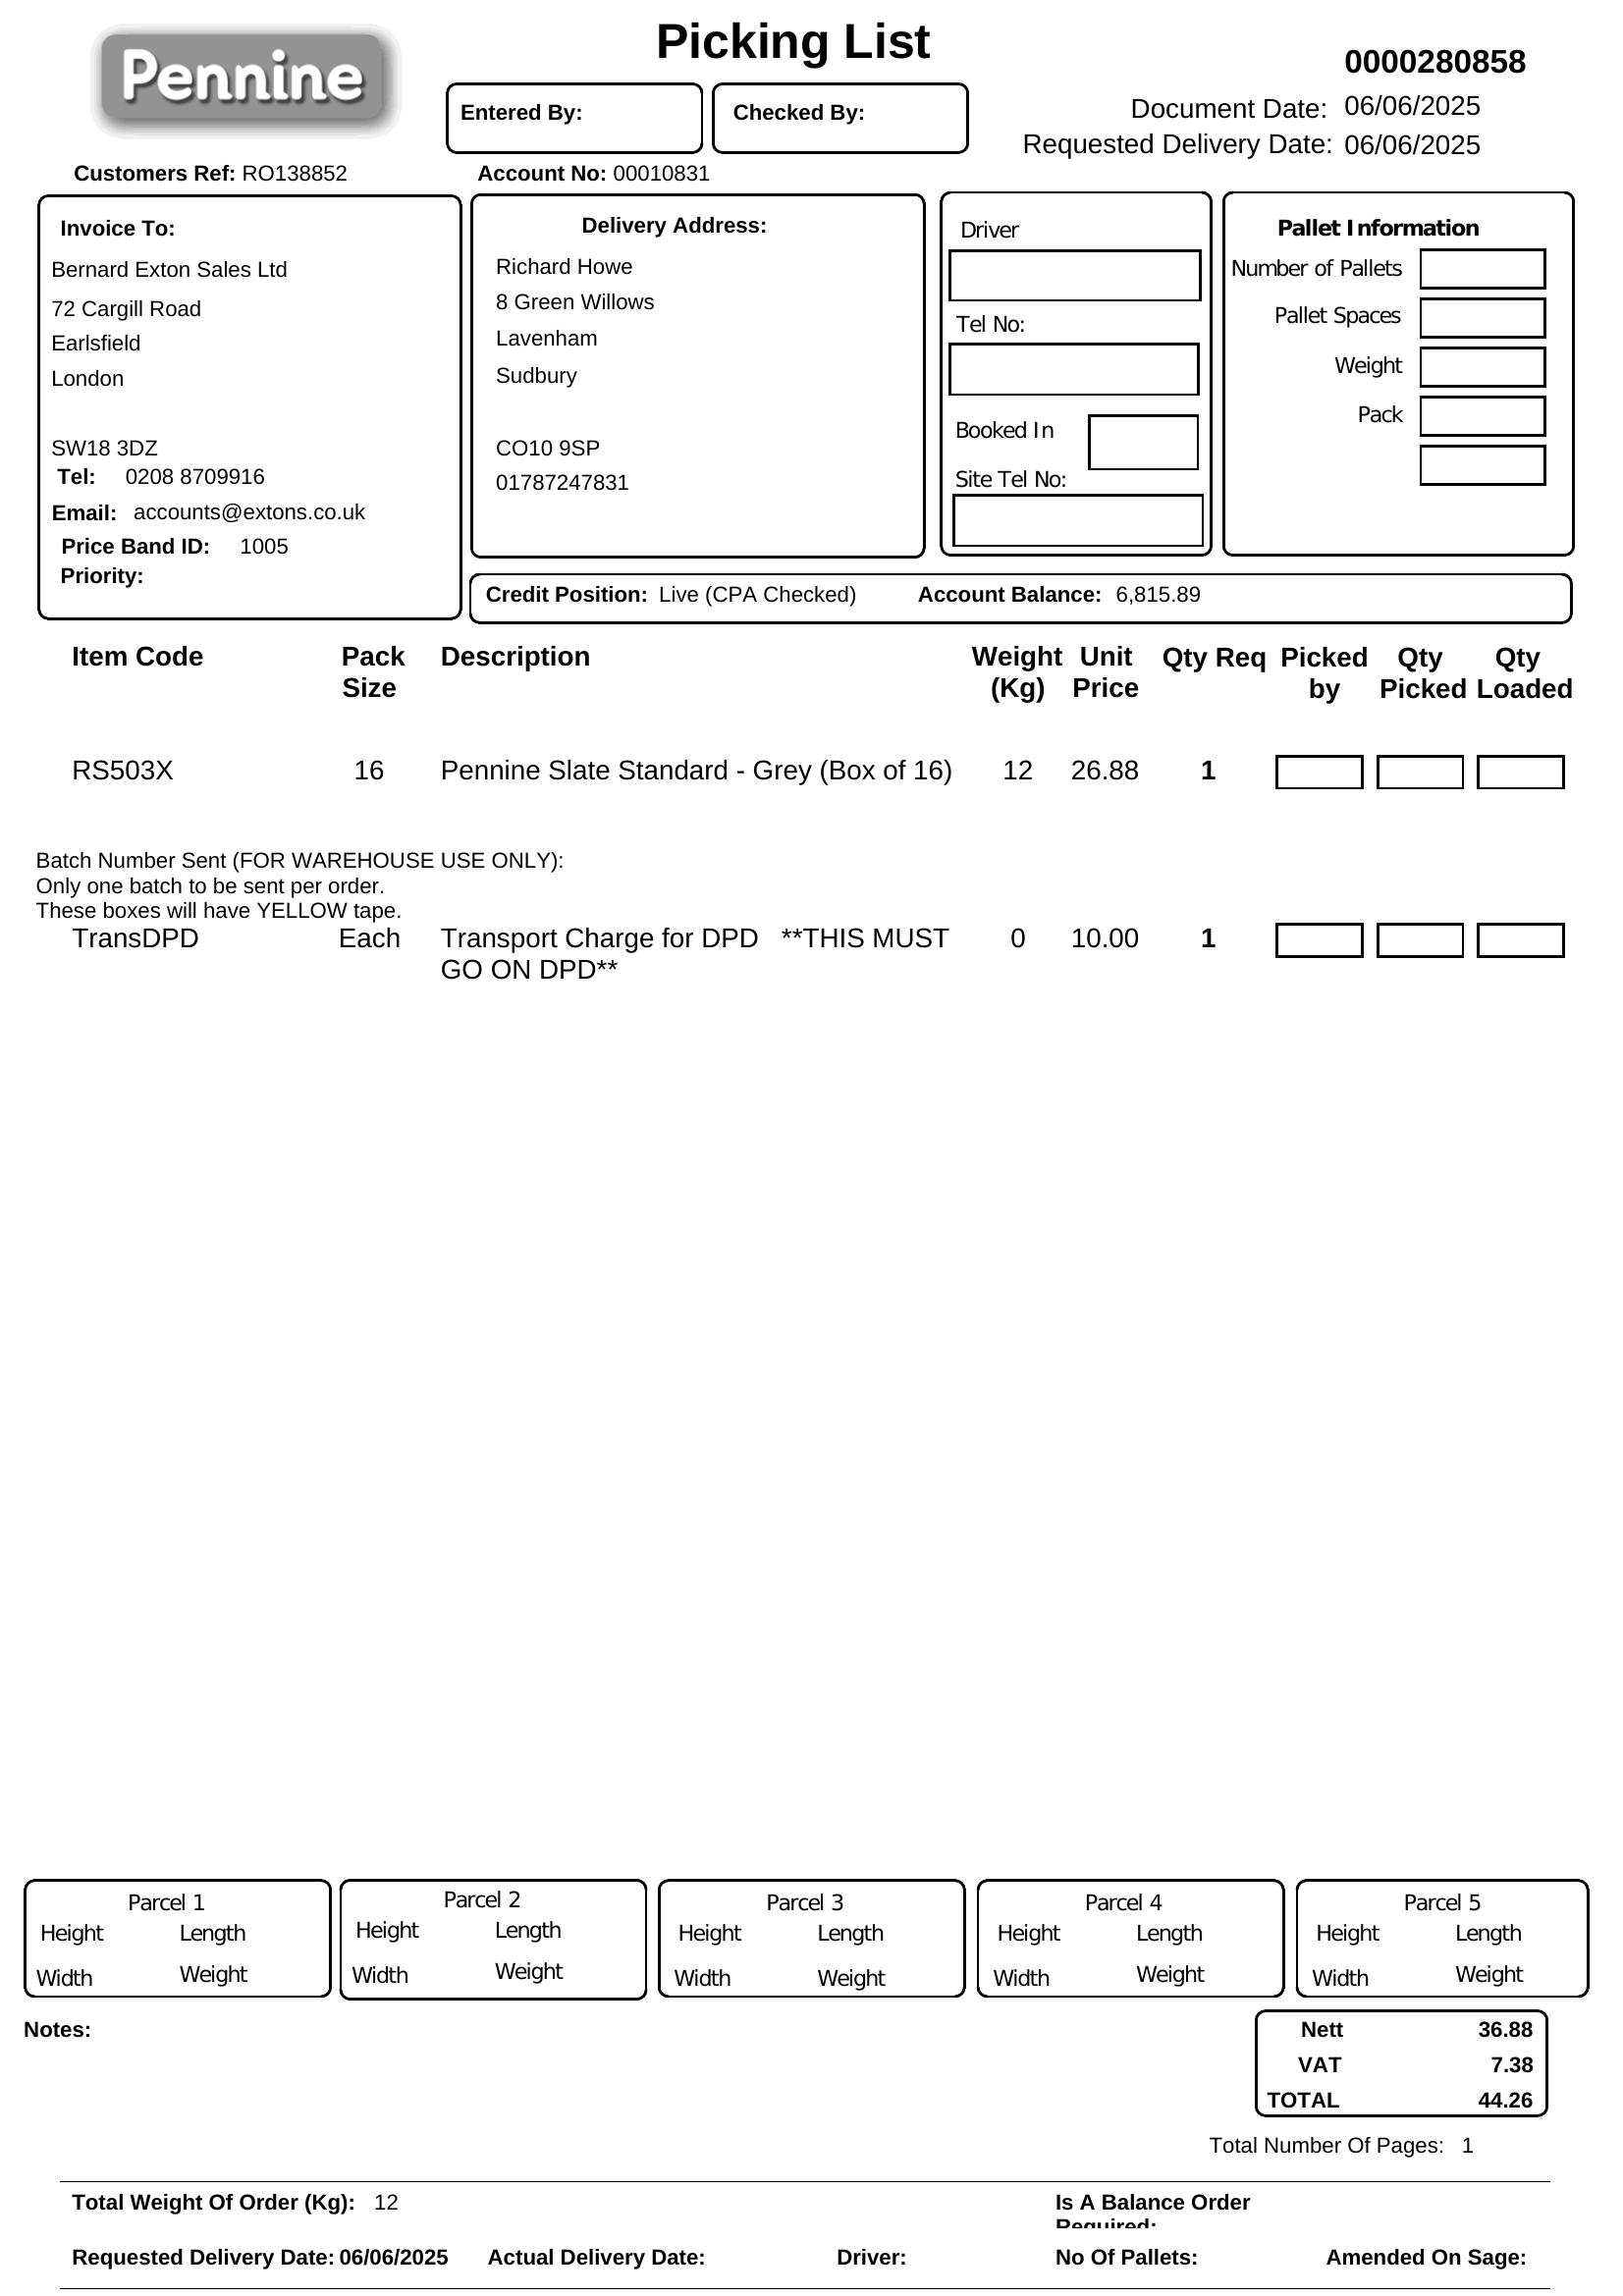 Pennine
Picking List
0000280858
Entered By:
Checked By:
Document Date: 06/06/2025
Requested Delivery Date: 06/06/2025
Customers Ref: RO138852
Account No: 00010831
Invoice To:
Bernard Exton Sales Ltd
72 Cargill Road
Earlsfield
London
SW18 3DZ
Tel: 0208 8709916
Email: accounts@extons.co.uk
Price Band ID: 1005
Priority:
Delivery Address:
Richard Howe
8 Green Willows
Lavenham
Sudbury
CO10 9SP
01787247831
Driver
Tel No:
Booked In
Site Tel No:
Pallet Information
Number of Pallets
Pallet Spaces
Weight
Pack
Credit Position: Live (CPA Checked) Account Balance: 6,815.89
Item Code Pack Description Weight Unit Qty Req Picked Qty Qty
Size (Kg) Price by Picked Loaded
RS503X 16 Pennine Slate Standard - Grey (Box of 16) 12 26.88 1
Batch Number Sent (FOR WAREHOUSE USE ONLY):
Only one batch to be sent per order.
These boxes will have YELLOW tape.
TransDPD Each Transport Charge for DPD **THIS MUST 0 10.00 1
GO ON DPD**
Parcel 1
Height Length
Width Weight
Parcel 2
Height Length
Width Weight
Parcel 3
Height Length
Width Weight
Parcel 4
Height Length
Width Weight
Parcel 5
Height Length
Width Weight
Notes:
Nett 36.88
VAT 7.38
TOTAL 44.26
Total Number Of Pages: 1
Total Weight Of Order (Kg): 12
Is A Balance Order
Required:
Requested Delivery Date: 06/06/2025 Actual Delivery Date: Driver: No Of Pallets: Amended On Sage: